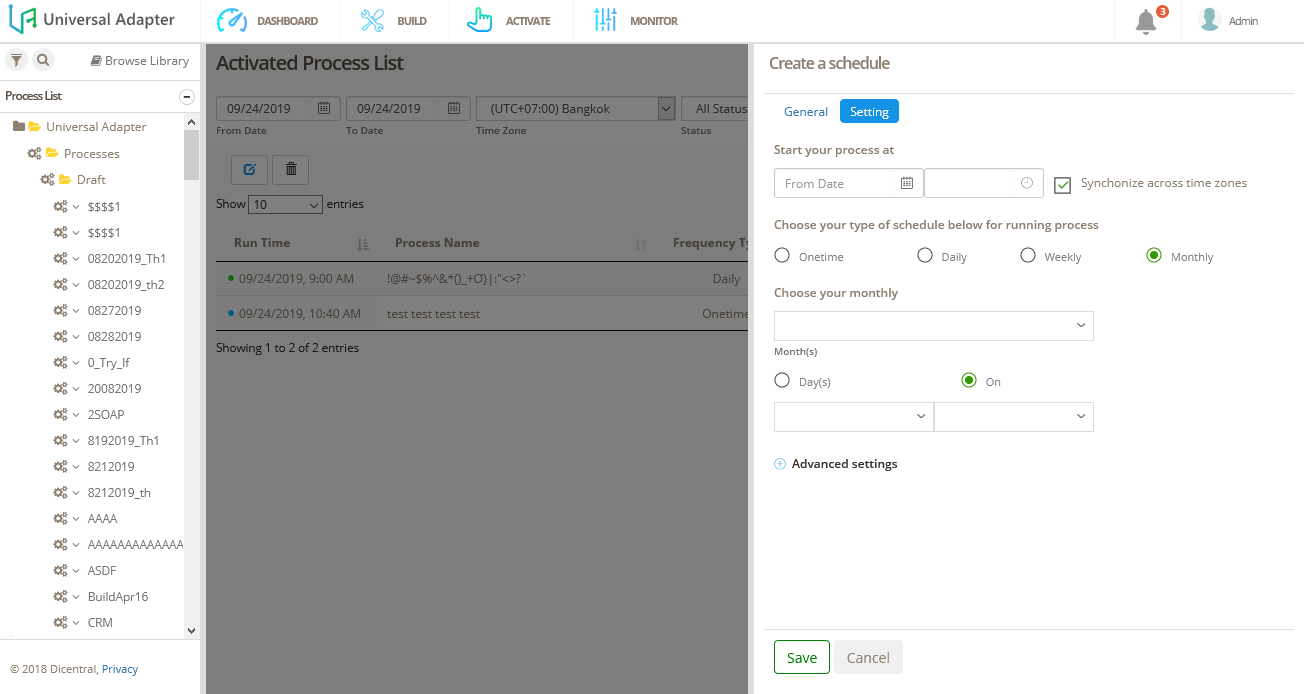 Universal Adapter
DASHBOARD
BUILD
ACTIVATE
MONITOR
3
Admin
Browse Library
Process List
Universal Adapter
Processes
Draft
$$$$1
$$$$1
08202019_Th1
08202019_th2
08272019
08282019
0_Try_If
20082019
2SOAP
8192019_Th1
8212019
8212019_th
AAAA
AAAAAAAAAAAAA
ASDF
BuildApr16
CRM
© 2018 Dicentral, Privacy
Activated Process List
09/24/2019
09/24/2019
(UTC+07:00) Bangkok
All Status
From Date
To Date
Time Zone
Status
Show 10 entries
Run Time
Process Name
Frequency Ty
09/24/2019, 9:00 AM
!@#~$%^&*()_+O}|:"<>?`
Daily
09/24/2019, 10:40 AM
test test test test
Onetime
Showing 1 to 2 of 2 entries
Create a schedule
General
Setting
Start your process at
From Date
Synchonize across time zones
Choose your type of schedule below for running process
Onetime
Daily
Weekly
Monthly
Choose your monthly
Month(s)
Day(s)
On
Advanced settings
Save
Cancel